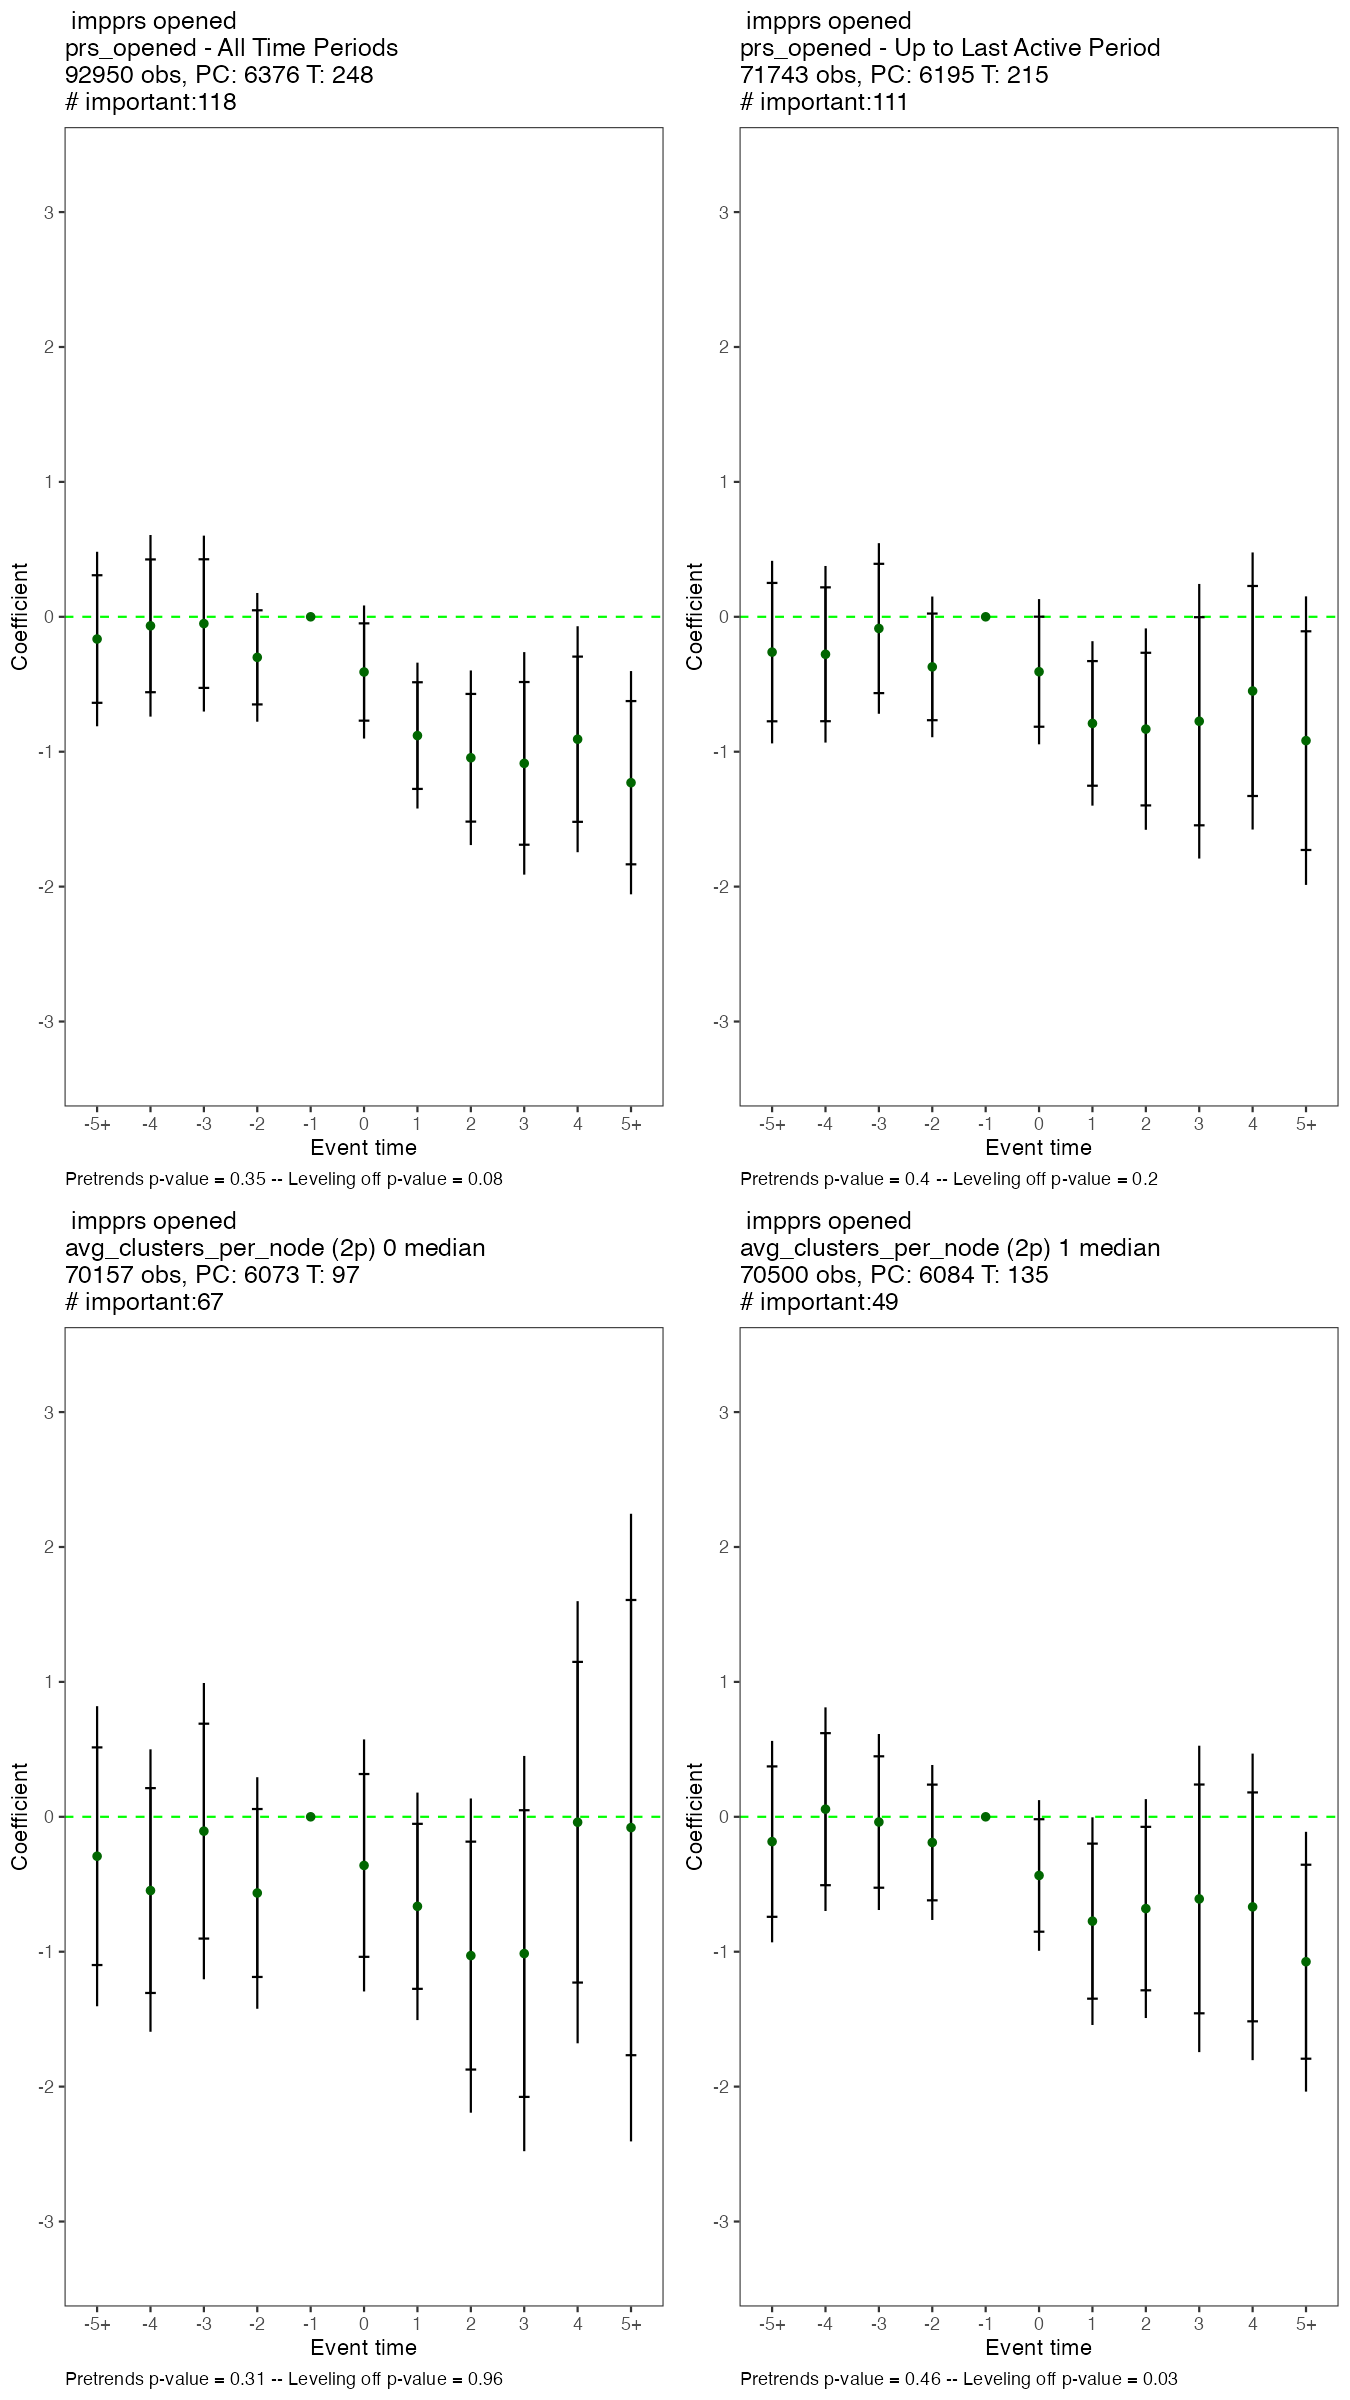 impprs opened
prs_opened - All Time Periods
92950 obs, PC: 6376 T: 248
# important:118
3
2
1
0
-1
-2
-3
Coefficient
-5+ -4 -3 -2 -1 0 1 2 3 4 5+
Event time
Pretrends p-value = 0.35 -- Leveling off p-value = 0.08
impprs opened
prs_opened - Up to Last Active Period
71743 obs, PC: 6195 T: 215
# important:111
3
2
1
0
-1
-2
-3
Coefficient
-5+ -4 -3 -2 -1 0 1 2 3 4 5+
Event time
Pretrends p-value = 0.4 -- Leveling off p-value = 0.2
impprs opened
avg_clusters_per_node (2p) 0 median
70157 obs, PC: 6073 T: 97
# important:67
3
2
1
0
-1
-2
-3
Coefficient
-5+ -4 -3 -2 -1 0 1 2 3 4 5+
Event time
Pretrends p-value = 0.31 -- Leveling off p-value = 0.96
impprs opened
avg_clusters_per_node (2p) 1 median
70500 obs, PC: 6084 T: 135
# important:49
3
2
1
0
-1
-2
-3
Coefficient
-5+ -4 -3 -2 -1 0 1 2 3 4 5+
Event time
Pretrends p-value = 0.46 -- Leveling off p-value = 0.03